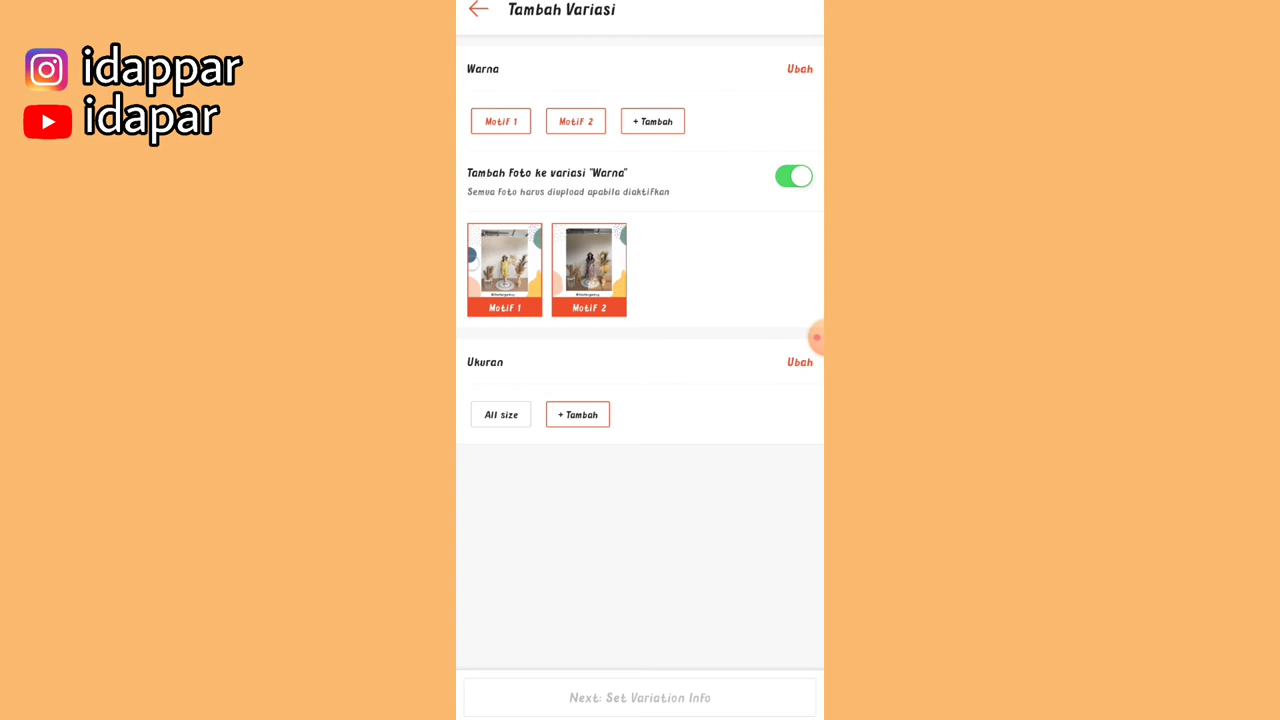 idappar
idapar
Tambah Variasi
Warna
Ubah
Motif 1
Motif 2
+ Tambah
Tambah Foto ke variasi "Warna"
Semua Foto harus diupload apabila diaktifkan
Motif 1
Motif 2
Ukuran
Ubah
All size
+ Tambah
Next: Set Variation Info